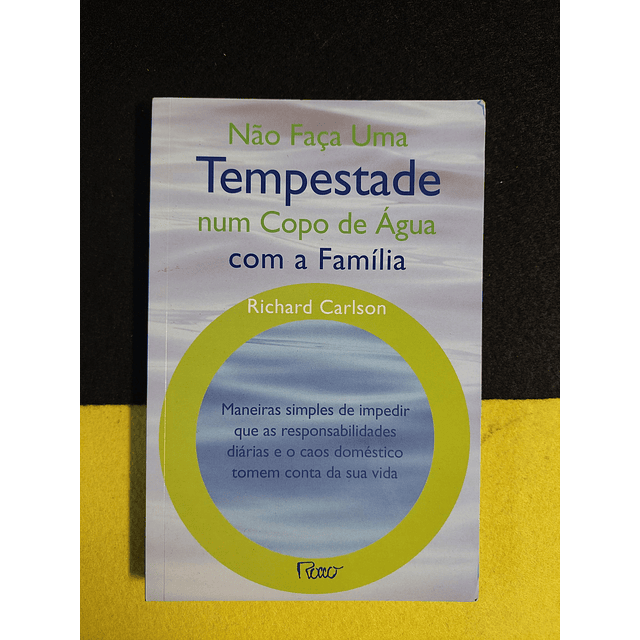 Não Faça Uma
Tempestade
num Copo de Água
com a Família
Richard Carlson
Maneiras simples de impedir
que as responsabilidades
diárias e o caos doméstico
tomem conta da sua vida
Rocco